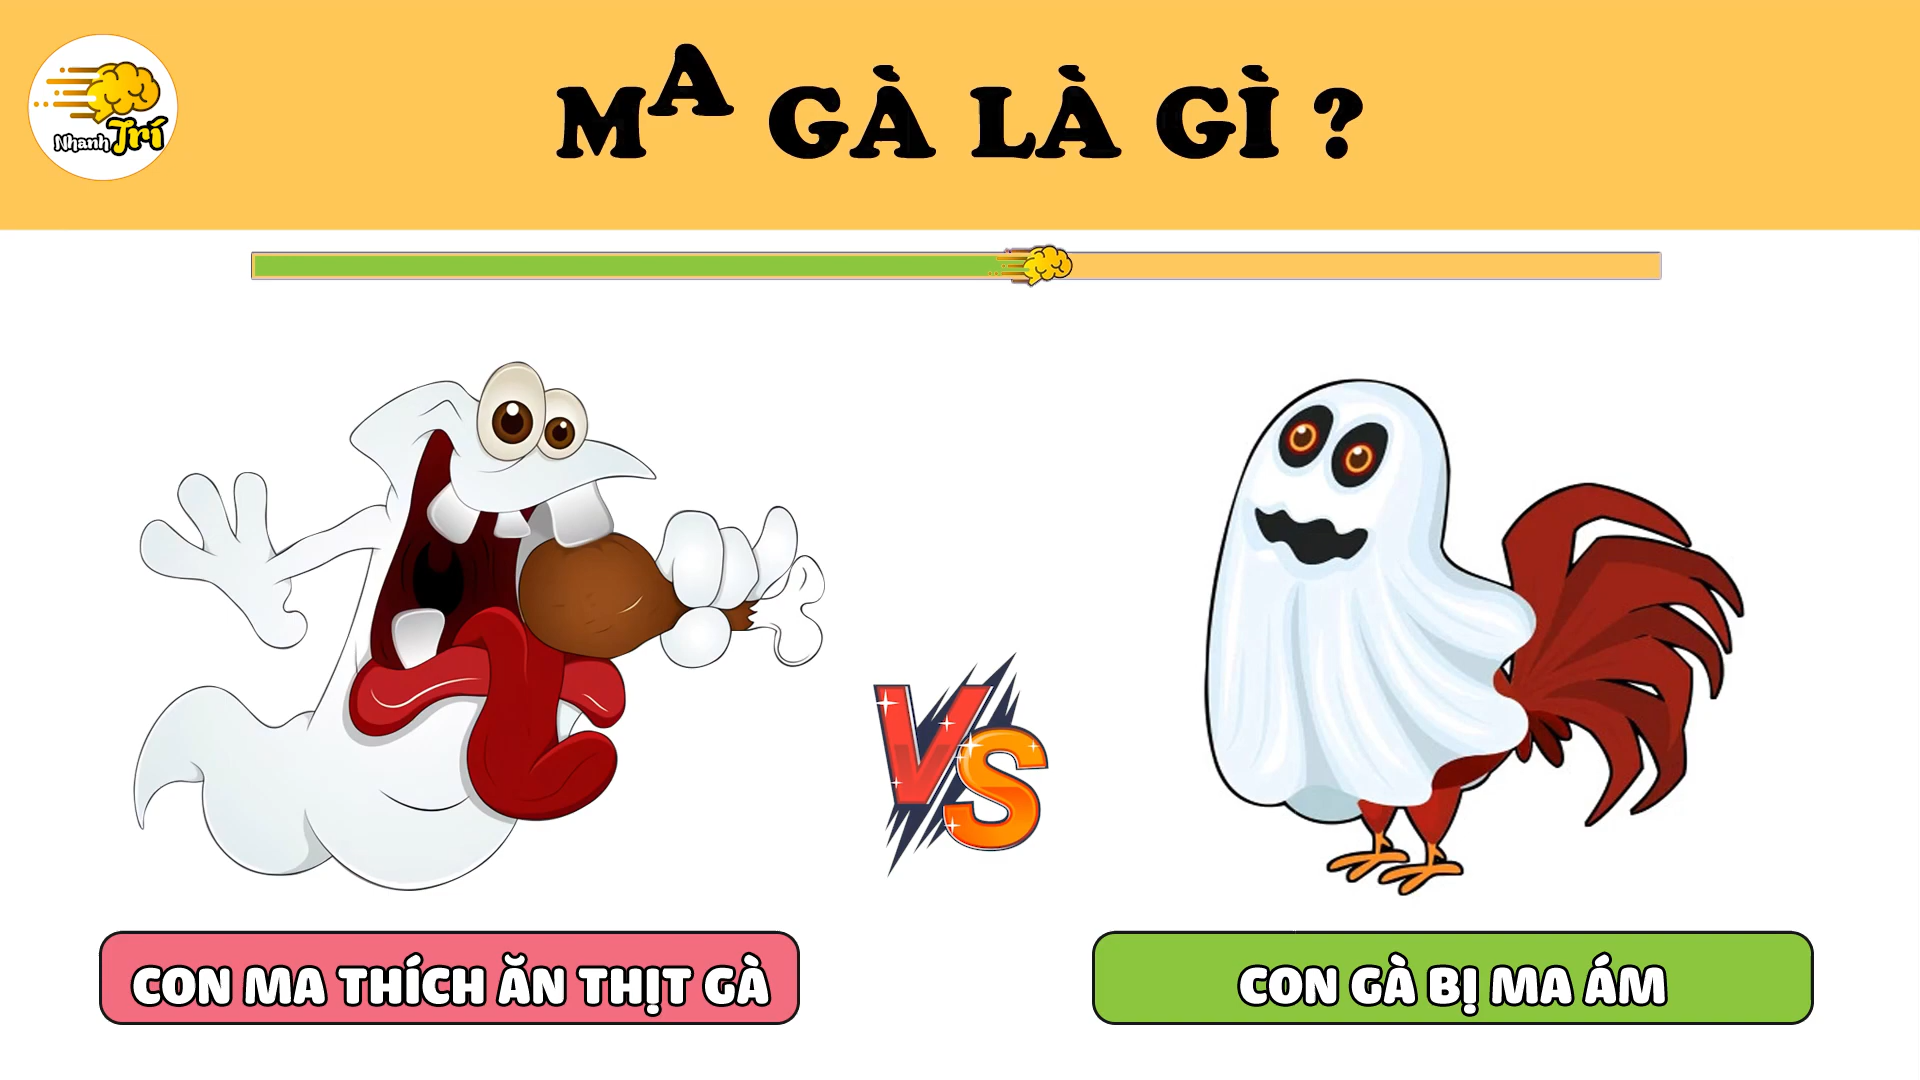 Nhanh Trí
MA GÀ LÀ GÌ ?
VS
CON MA THÍCH ĂN THỊT GÀ
CON GÀ BỊ MA ÁM